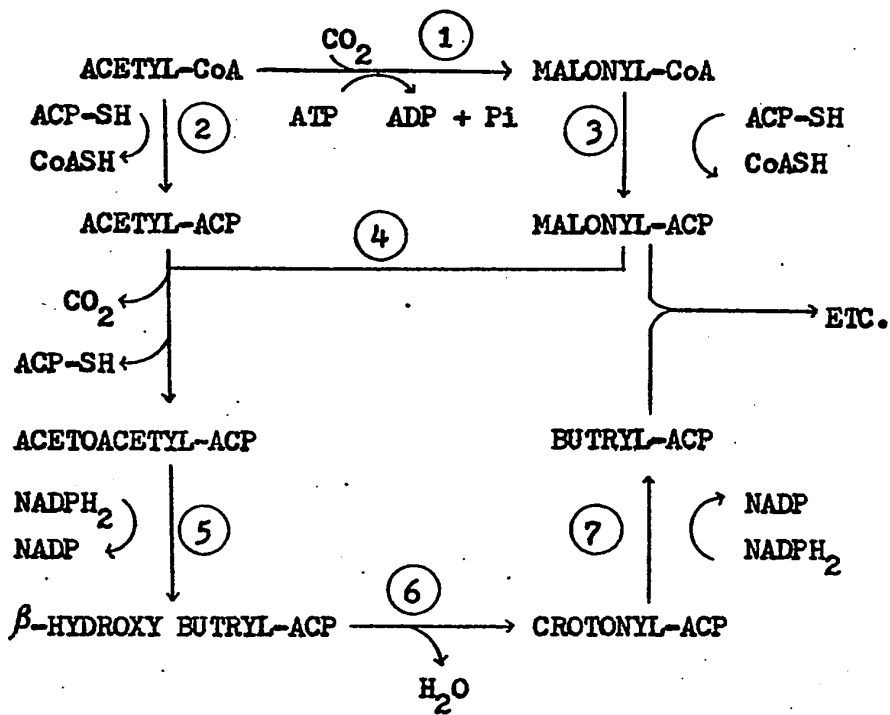 CO2 1
ACETYL-CoA MALONYL-CoA
ACP-SH 2 ATP ADP + Pi 3 ACP-SH
CoASH CoASH
ACETYL-ACP 4 MALONYL-ACP
CO2
ETC.
ACP-SH
ACETOACETYL-ACP BUTRYL-ACP
NADPH2 5 7 NADP
NADP NADPH2
6
β-HYDROXY BUTRYL-ACP CROTONYL-ACP
H2O